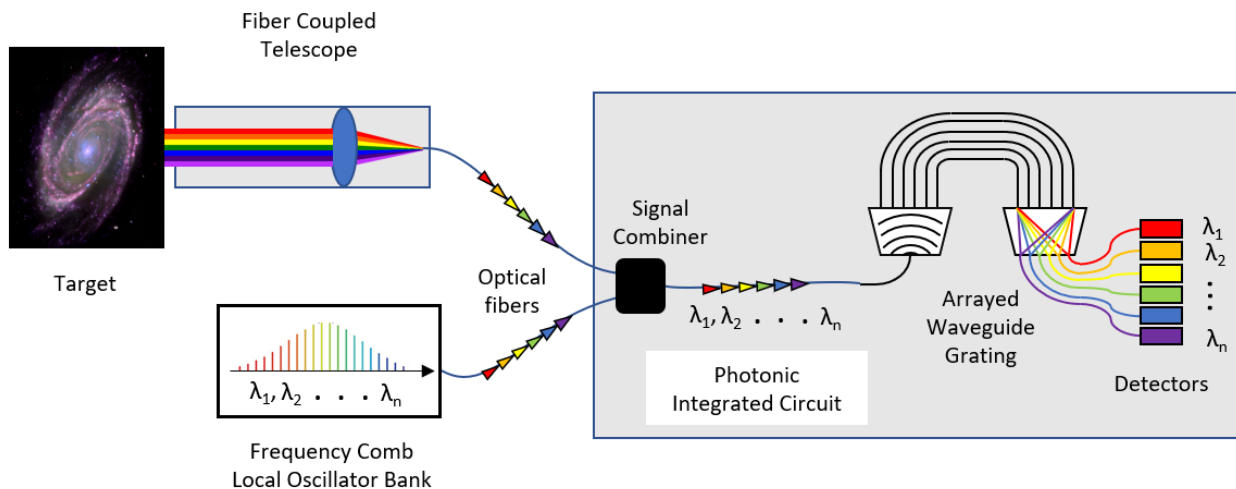 Fiber Coupled
Telescope
Target
Optical
fibers
λ1, λ2 . . . λn
Frequency Comb
Local Oscillator Bank
Signal
Combiner
λ1, λ2 . . . λn
Photonic
Integrated Circuit
Arrayed
Waveguide
Grating
λ1
λ2
⋮
λn
Detectors